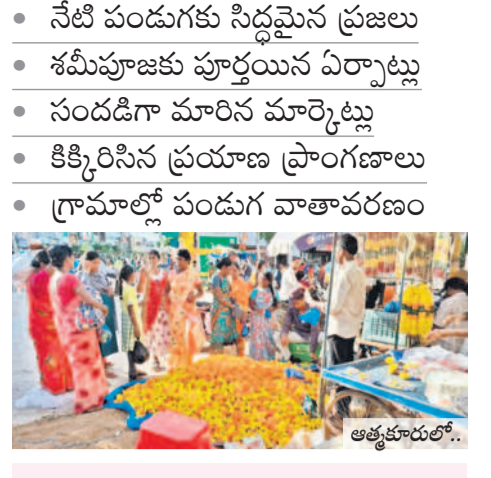 • నేటి పండుగకు సిద్ధమైన ప్రజలు
• శమీపూజకు పూర్తయిన ఏర్పాట్లు
• సందడిగా మారిన మార్కెట్లు
• కిక్కిరిసిన ప్రయాణ ప్రాంగణాలు
• గ్రామాల్లో పండుగ వాతావరణం
ఆత్మకూరులో..